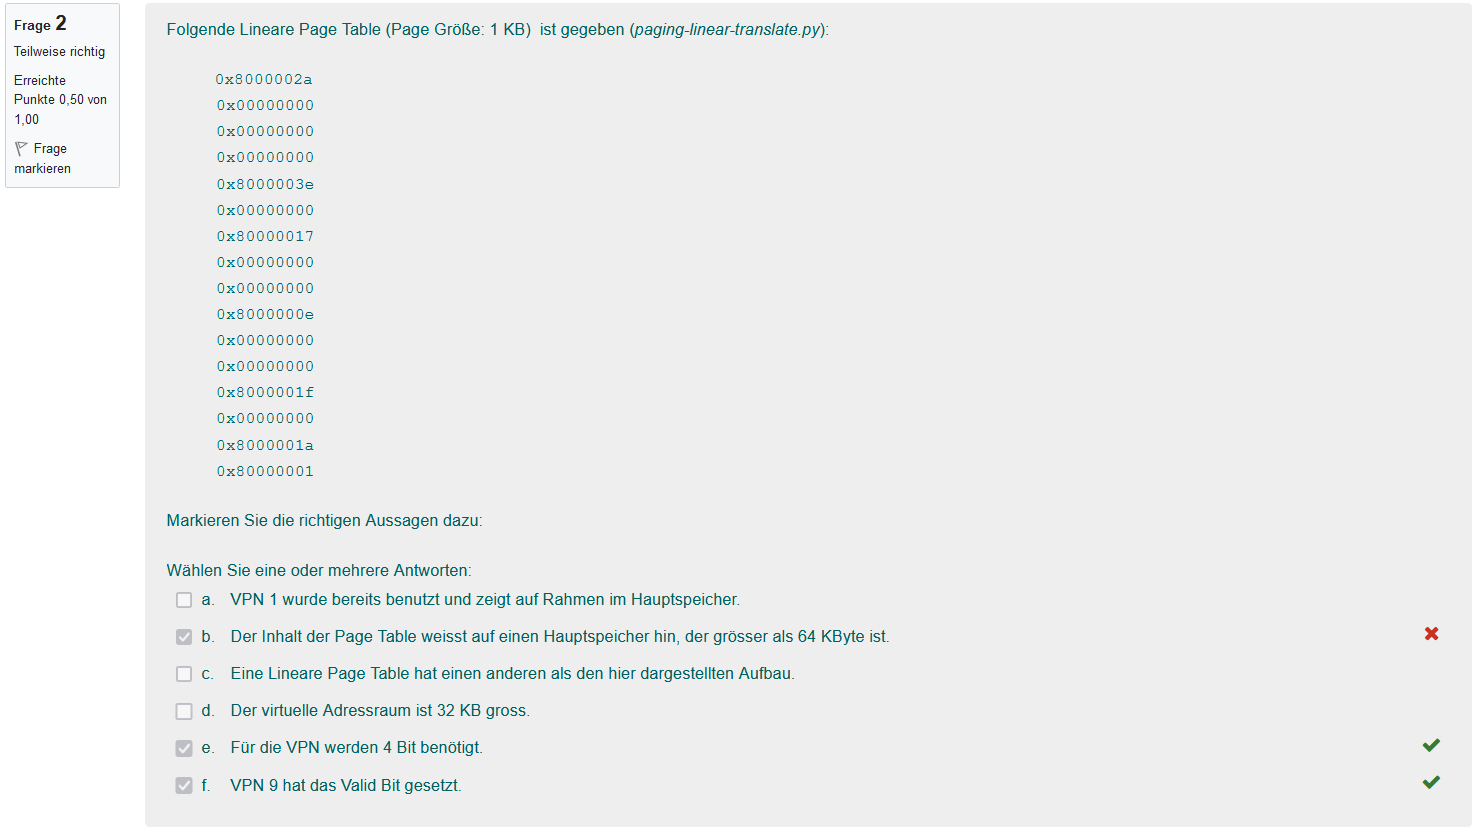 Frage 2
Teilweise richtig
Erreichte
Punkte 0,50 von
1,00
Frage
markieren
Folgende Lineare Page Table (Page Größe: 1 KB) ist gegeben (paging-linear-translate.py):
0x8000002a
0x00000000
0x00000000
0x00000000
0x8000003e
0x00000000
0x80000017
0x00000000
0x00000000
0x8000000e
0x00000000
0x00000000
0x8000001f
0x00000000
0x8000001a
0x80000001
Markieren Sie die richtigen Aussagen dazu:
Wählen Sie eine oder mehrere Antworten:
a. VPN 1 wurde bereits benutzt und zeigt auf Rahmen im Hauptspeicher.
b. Der Inhalt der Page Table weisst auf einen Hauptspeicher hin, der grösser als 64 KByte ist.
c. Eine Lineare Page Table hat einen anderen als den hier dargestellten Aufbau.
d. Der virtuelle Adressraum ist 32 KB gross.
e. Für die VPN werden 4 Bit benötigt.
f. VPN 9 hat das Valid Bit gesetzt.